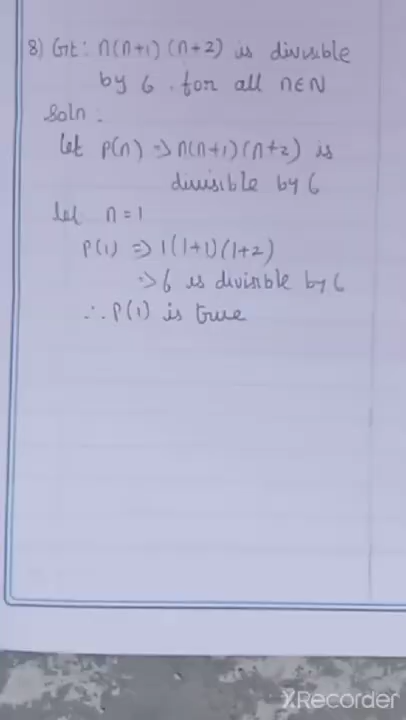 8) Gt: n(n+1)(n+2) is divisible
by 6. for all n∈N
Soln:
let P(n) => n(n+1)(n+2) is
divisible by 6
let n=1
P(1) => 1(1+1)(1+2)
=> 6 is divisible by 6
∴ P(1) is true
XRecorder